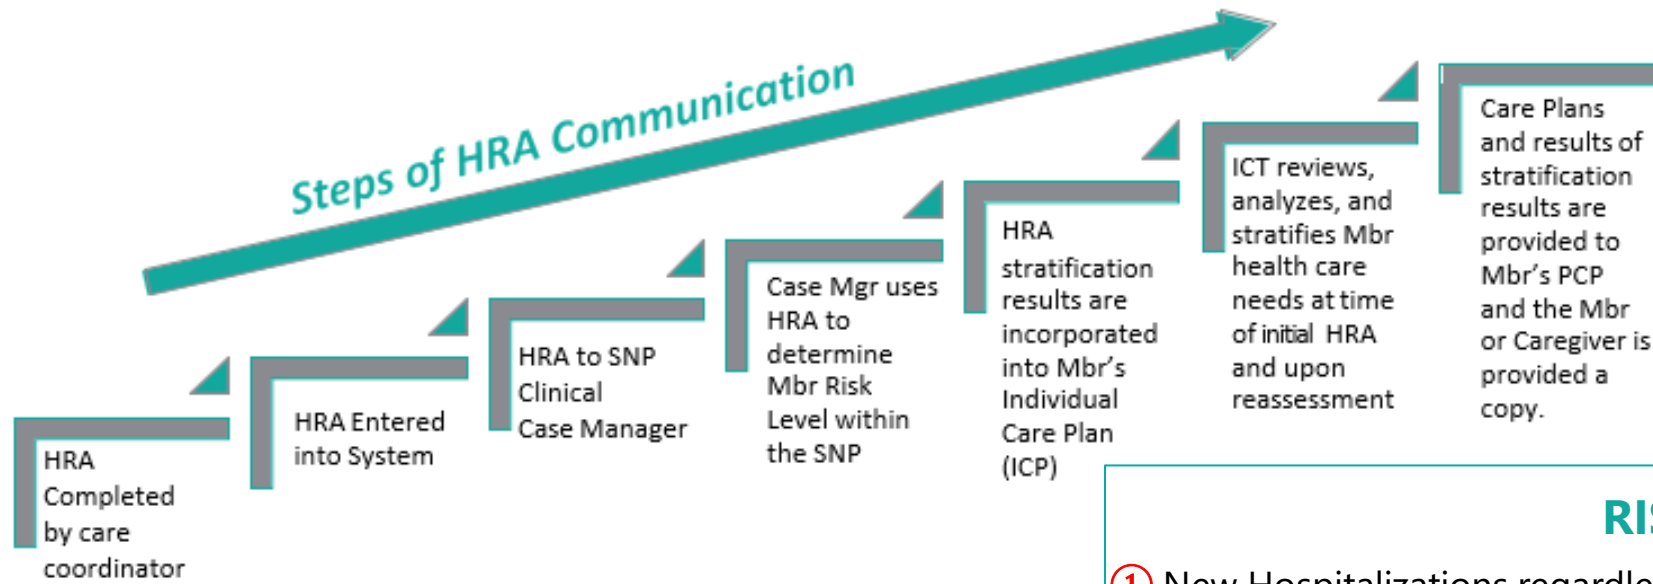 Steps of HRA Communication
HRA
Completed
by care
coordinator
HRA Entered
into System
HRA to SNP
Clinical
Case Manager
Case Mgr uses
HRA to
determine
Mbr Risk
Level within
the SNP
HRA
stratification
results are
incorporated
into Mbr's
Individual
Care Plan
(ICP)
ICT reviews,
analyzes, and
stratifies Mbr
health care
needs at time
of initial HRA
and upon
reassessment
Care Plans
and results of
stratification
results are
provided to
Mbr's PCP
and the Mbr
or Caregiver is
provided a
copy.
① New Hospitalizations